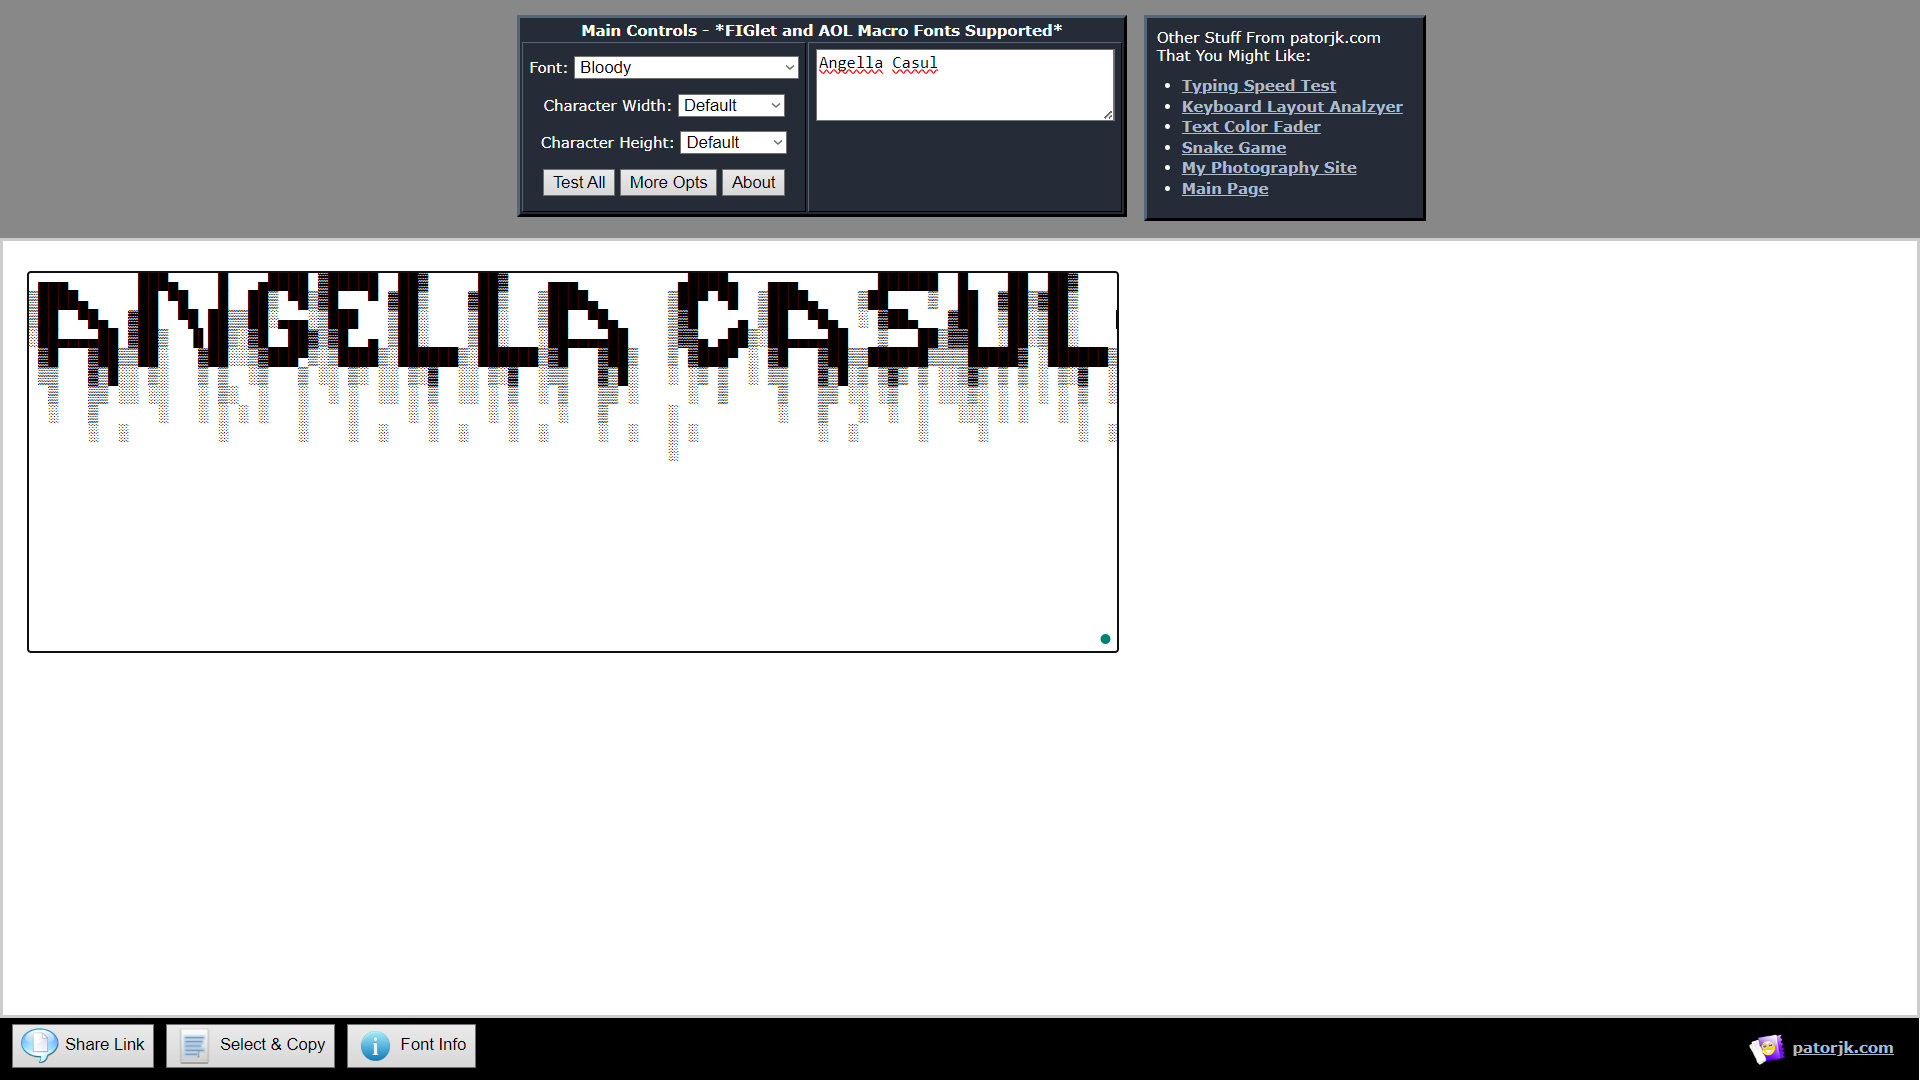 Main Controls - *FIGlet and AOL Macro Fonts Supported*
Font: Bloody
Character Width: Default
Character Height: Default
Test All More Opts About
Angella Casul
Other Stuff From patorjk.com
That You Might Like:
Typing Speed Test
Keyboard Layout Analzyer
Text Color Fader
Snake Game
My Photography Site
Main Page
ANGELLA CASUL
Share Link
Select & Copy
Font Info
patorjk.com